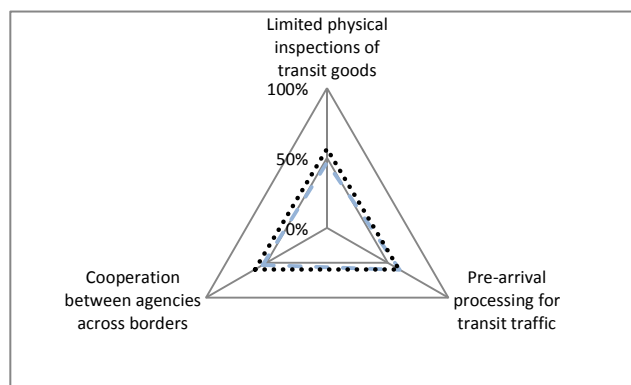 Limited physical
inspections of
transit goods
100%
50%
0%
Cooperation
between agencies
across borders
Pre-arrival
processing for
transit traffic